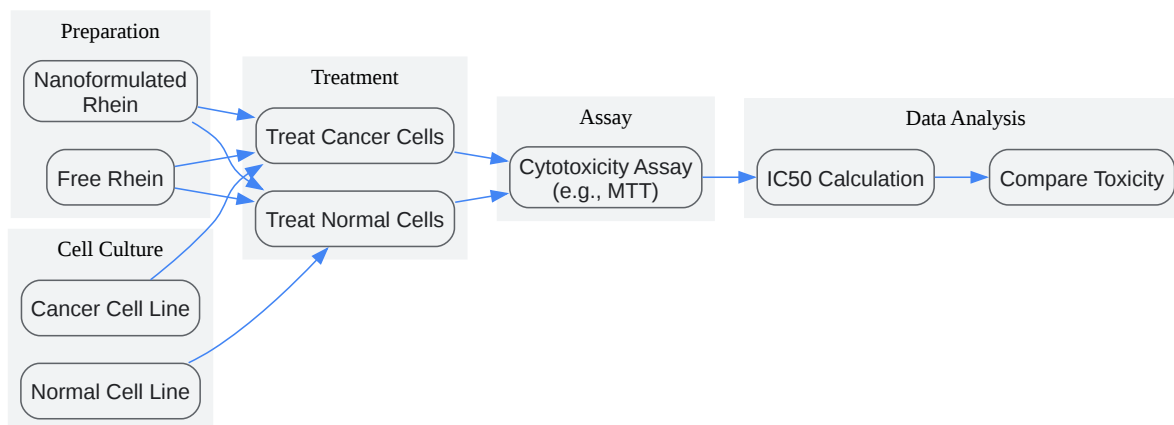 Preparation
Nanoformulated
Rhein
Free Rhein
Cell Culture
Cancer Cell Line
Normal Cell Line
Treatment
Treat Cancer Cells
Treat Normal Cells
Assay
Cytotoxicity Assay
(e.g., MTT)
Data Analysis
IC50 Calculation
Compare Toxicity